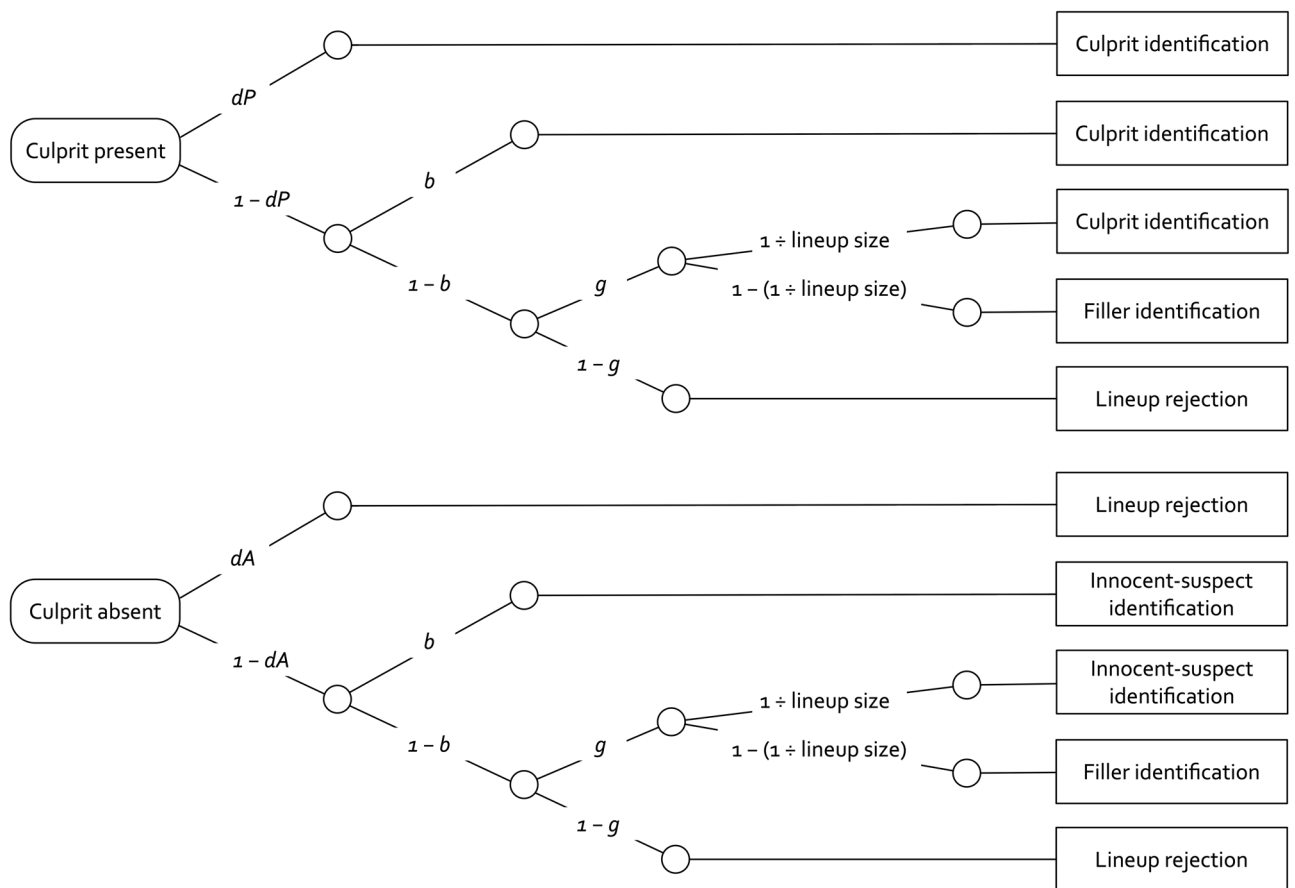 Culprit identification
dP
Culprit present
Culprit identification
b
1 – dP
Culprit identification
1 ÷ lineup size
g
1 – b
1 – (1 ÷ lineup size)
Filler identification
1 – g
Lineup rejection
Lineup rejection
dA
Culprit absent
Innocent-suspect
identification
b
1 – dA
Innocent-suspect
identification
1 ÷ lineup size
g
1 – b
1 – (1 ÷ lineup size)
Filler identification
1 – g
Lineup rejection